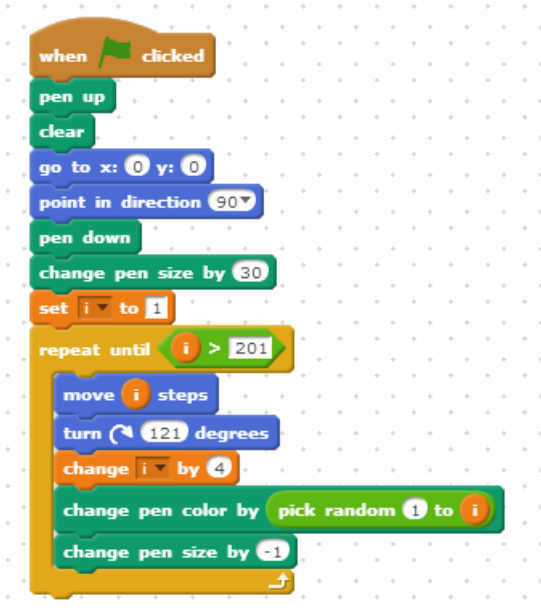 when clicked
pen up
clear
go to x: 0 y: 0
point in direction 90
pen down
change pen size by 30
set i to 1
repeat until i > 201
move i steps
turn 121 degrees
change i by 4
change pen color by pick random 1 to i
change pen size by -1